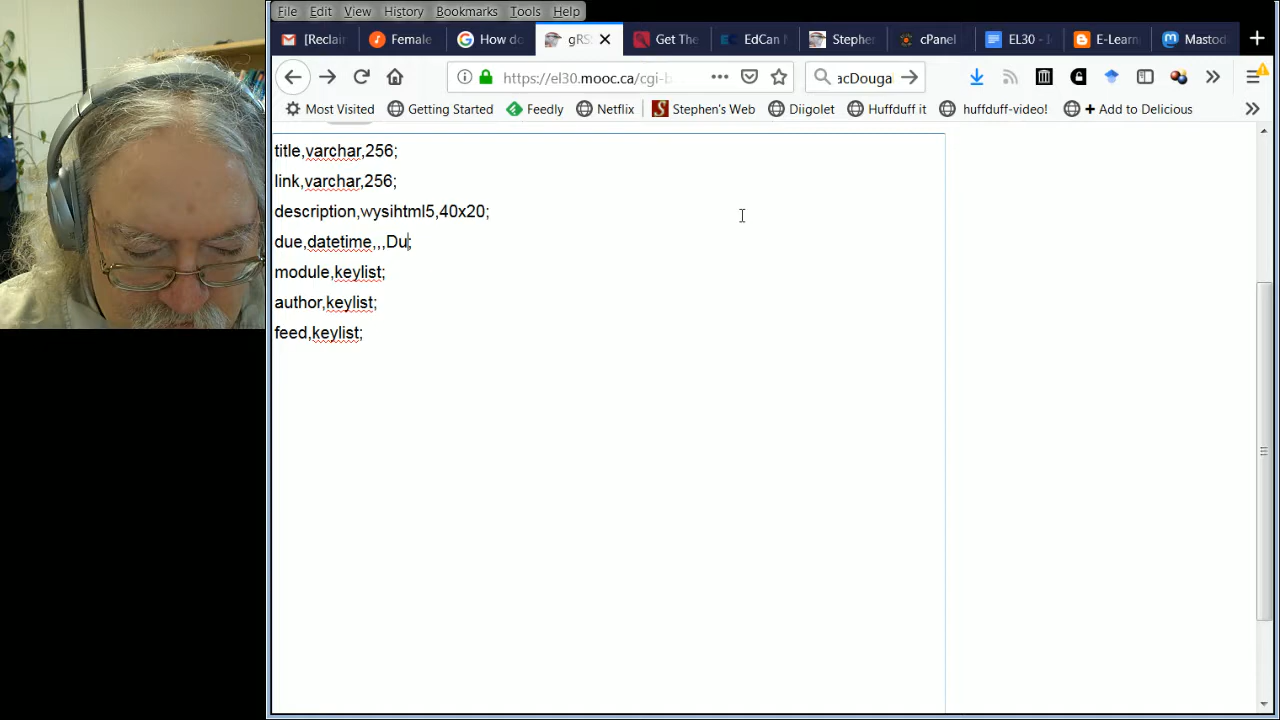 File Edit View History Bookmarks Tools Help
[Reclair Female How do gRS Get The EdCan Stephe cPanel EL30 - E-Learn Mastod
https://el30.mooc.ca/cgi-b acDouga
Most Visited Getting Started Feedly Netflix Stephen's Web Diigolet Huffduff it huffduff-video! + Add to Delicious
title,varchar,256;
link,varchar,256;
description,wysihtml5,40x20;
due,datetime,,,Du;
module,keylist;
author,keylist;
feed,keylist;